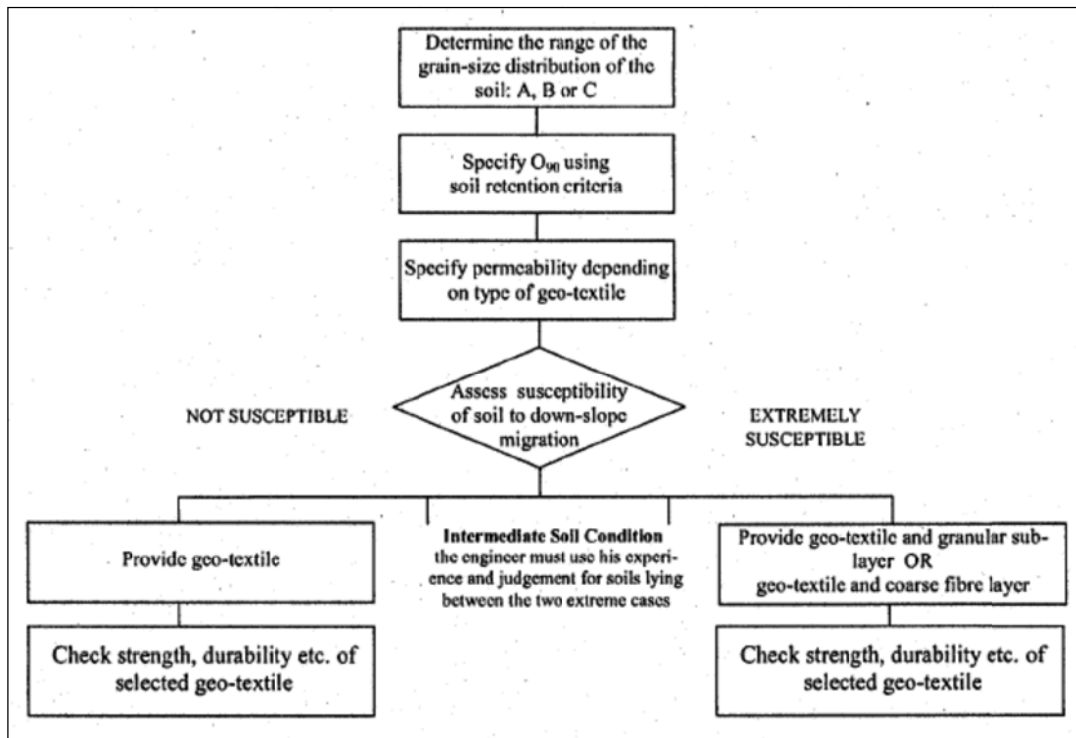 Determine the range of the
grain-size distribution of the
soil: A, B or C
Specify O90 using
soil retention criteria
Specify permeability depending
on type of geo-textile
Assess susceptibility
of soil to down-slope
migration
NOT SUSCEPTIBLE
EXTREMELY
SUSCEPTIBLE
Provide geo-textile
Intermediate Soil Condition
the engineer must use his experi-
ence and judgement for soils lying
between the two extreme cases
Provide geo-textile and granular sub-
layer OR
geo-textile and coarse fibre layer
Check strength, durability etc. of
selected geo-textile
Check strength, durability etc. of
selected geo-textile